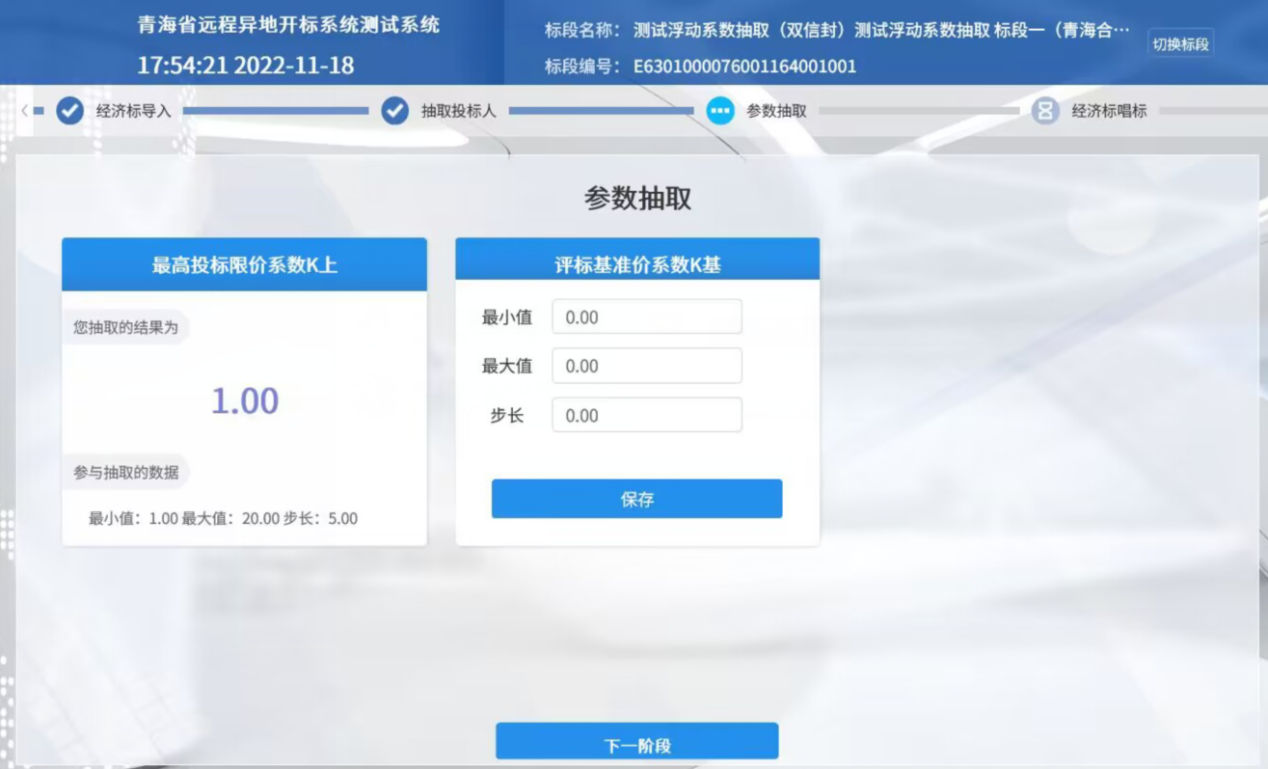 青海省远程异地开标系统测试系统
17:54:21 2022-11-18
标段名称： 测试浮动系数抽取（双信封）测试浮动系数抽取 标段一（青海合…
标段编号： E6301000076001164001001
切换标段
经济标导入
抽取投标人
参数抽取
经济标唱标
参数抽取
最高投标限价系数K上
您抽取的结果为
1.00
参与抽取的数据
最小值：1.00 最大值：20.00 步长：5.00
评标基准价系数K基
最小值 0.00
最大值 0.00
步长 0.00
保存
下一阶段